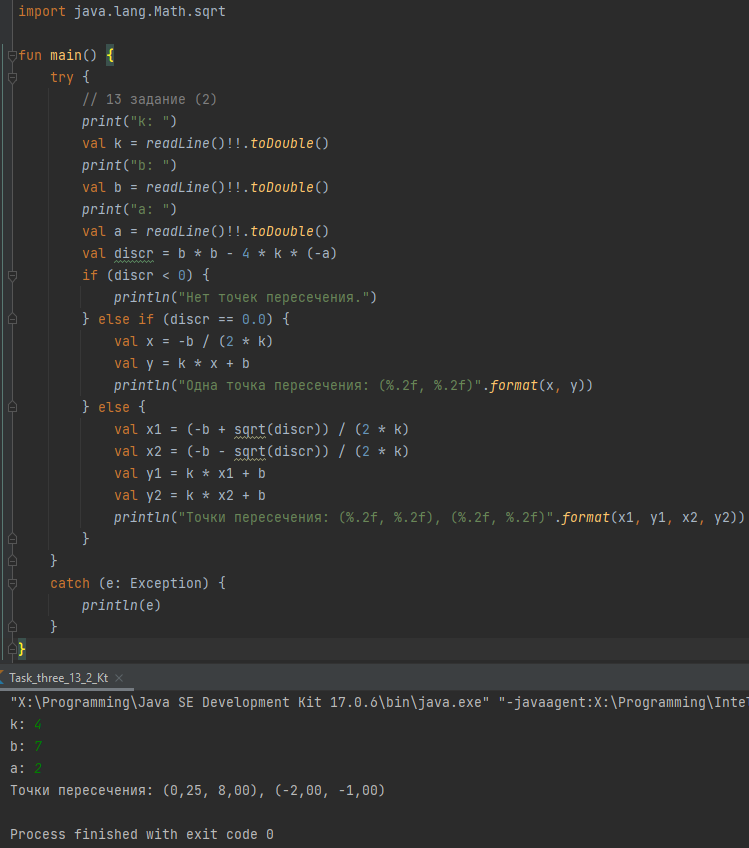 import java.lang.Math.sqrt
fun main() {
    try {
        // 13 задание (2)
        print("k: ")
        val k = readLine()!!.toDouble()
        print("b: ")
        val b = readLine()!!.toDouble()
        print("a: ")
        val a = readLine()!!.toDouble()
        val discr = b * b - 4 * k * (-a)
        if (discr < 0) {
            println("Нет точек пересечения.")
        } else if (discr == 0.0) {
            val x = -b / (2 * k)
            val y = k * x + b
            println("Одна точка пересечения: (%.2f, %.2f)".format(x, y))
        } else {
            val x1 = (-b + sqrt(discr)) / (2 * k)
            val x2 = (-b - sqrt(discr)) / (2 * k)
            val y1 = k * x1 + b
            val y2 = k * x2 + b
            println("Точки пересечения: (%.2f, %.2f), (%.2f, %.2f)".format(x1, y1, x2, y2))
        }
    }
    catch (e: Exception) {
        println(e)
    }
}
Task_three_13_2_Kt
"X:\Programming\Java SE Development Kit 17.0.6\bin\java.exe" "-javaagent:X:\Programming\Inte
k: 4
b: 7
a: 2
Точки пересечения: (0,25, 8,00), (-2,00, -1,00)
Process finished with exit code 0